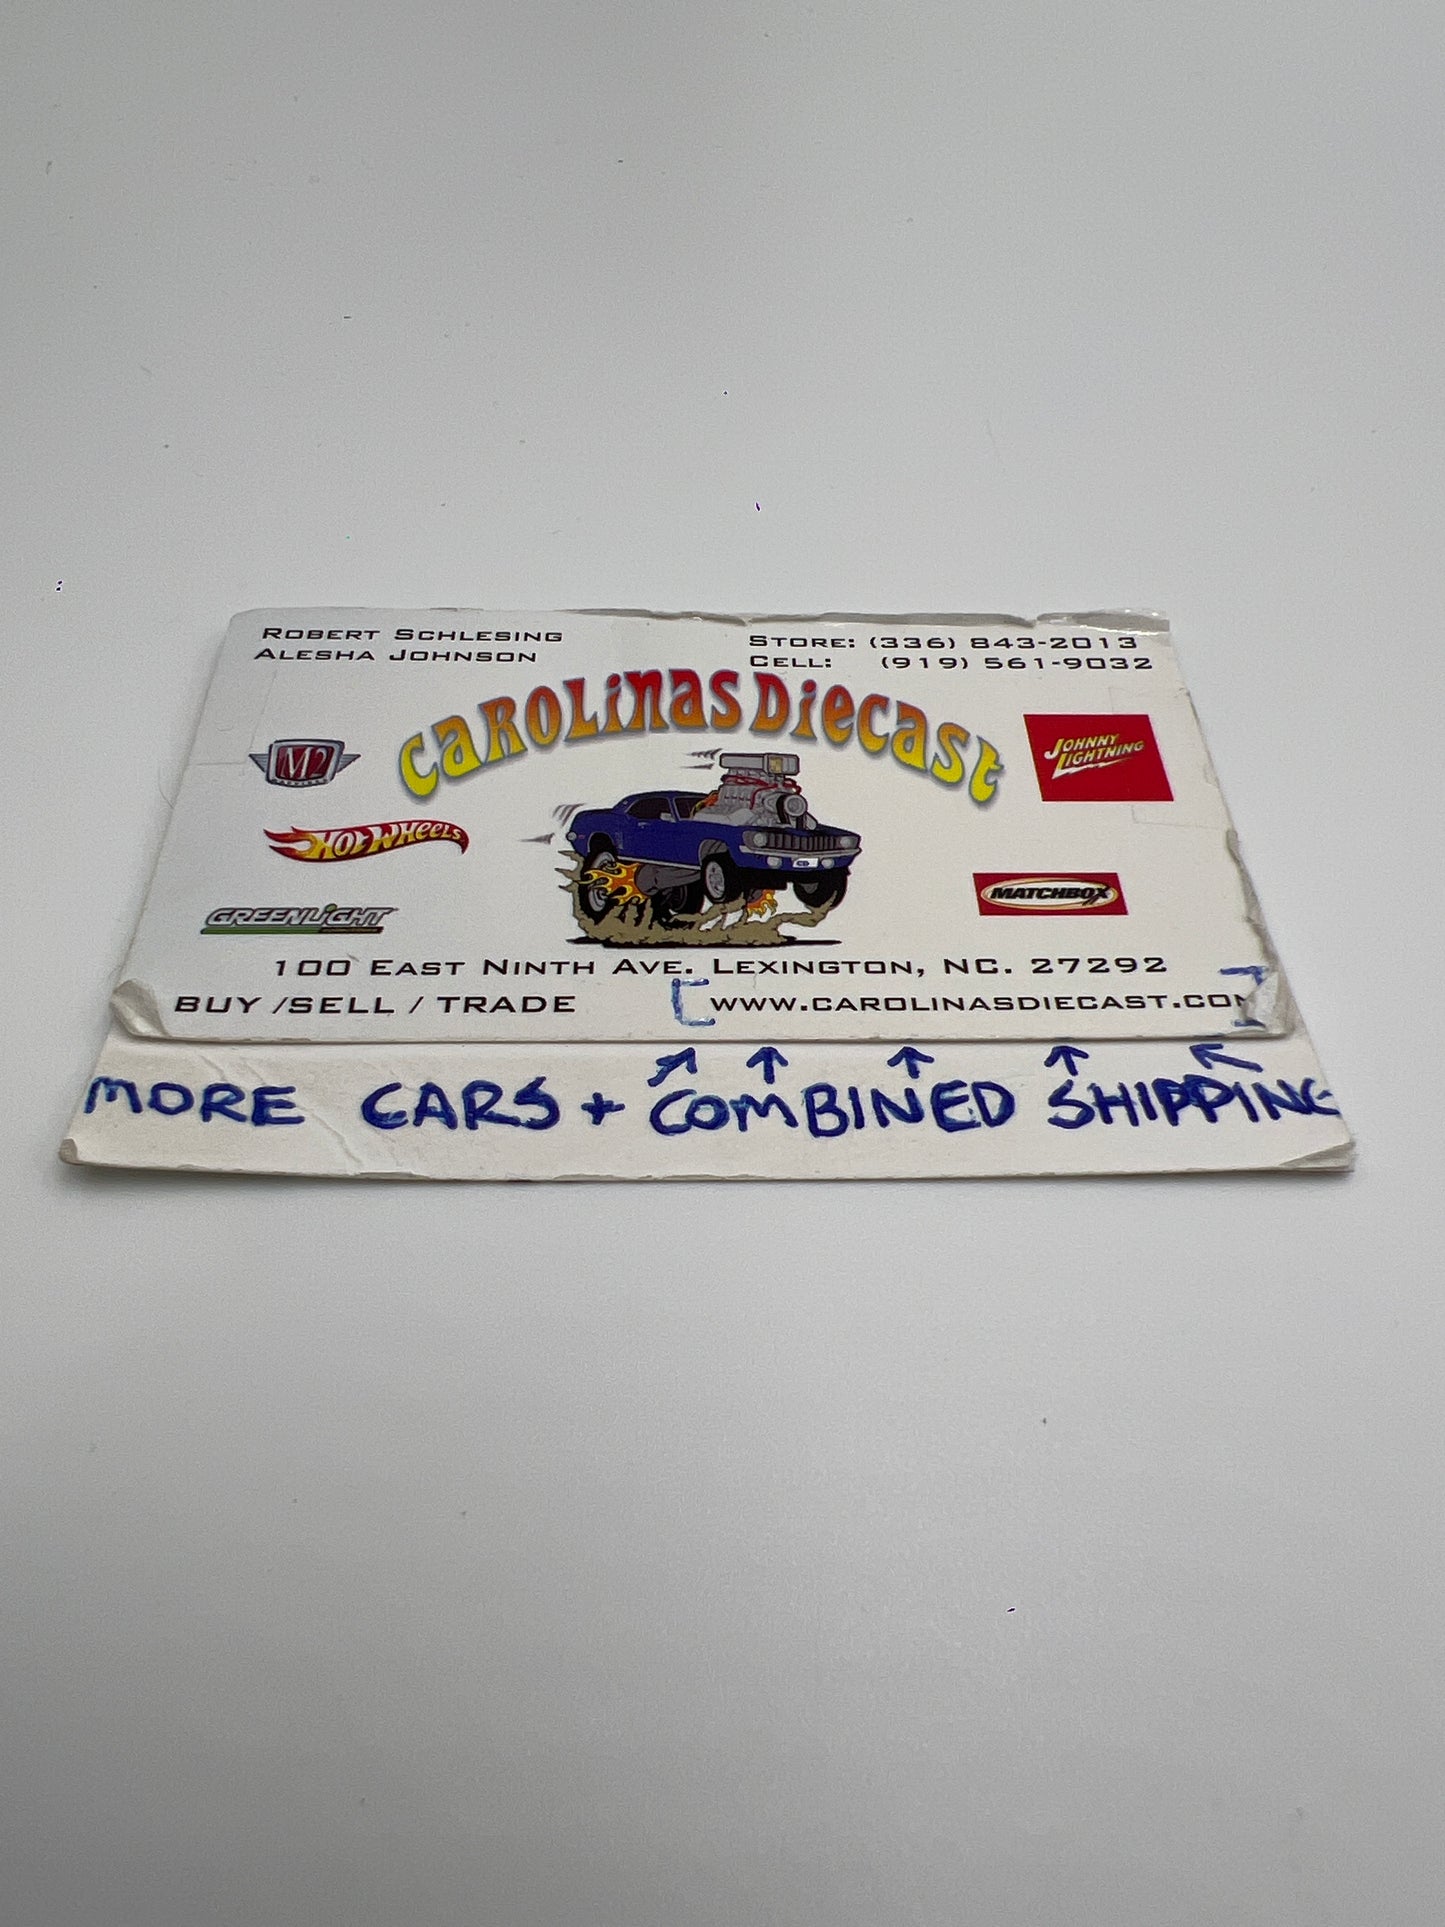 ROBERT SCHLESING
ALESHA JOHNSON
STORE: (336) 843-2013
CELL: (919) 561-9032
CAROLINAS DIECAST
M2
JOHNNY
LIGHTNING
HOT WHEELS
GREENLIGHT
CD
MATCHBOX
100 EAST NINTH AVE. LEXINGTON, NC. 27292
BUY /SELL / TRADE
[WWW.CAROLINASDIECAST.COM]
MORE CARS + COMBINED SHIPPING